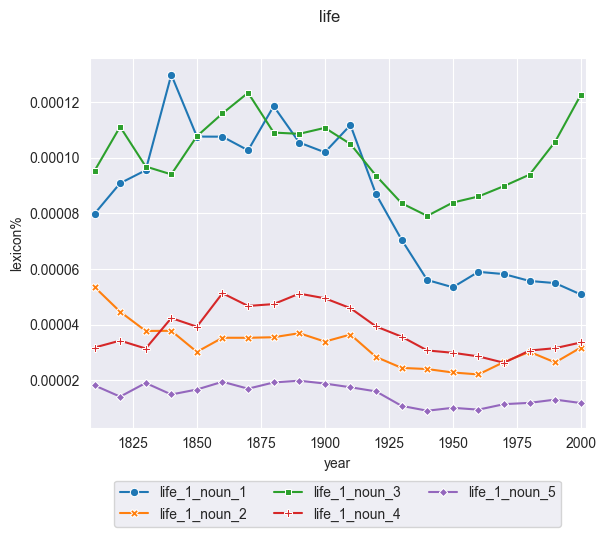 life
0.00012
0.00010
0.00008
0.00006
0.00004
0.00002
lexicon%
1825 1850 1875 1900 1925 1950 1975 2000
year
life_1_noun_1 life_1_noun_3 life_1_noun_5
life_1_noun_2 life_1_noun_4